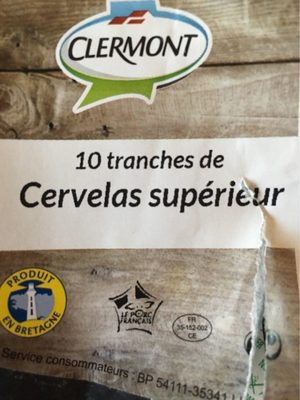 CLERMONT
10 tranches de
Cervelas supérieur
PRODUIT
EN BRETAGNE
LE PORC
FRANÇAIS
FR
35-152-002
CE
Service consommateurs · BP 54111-35341